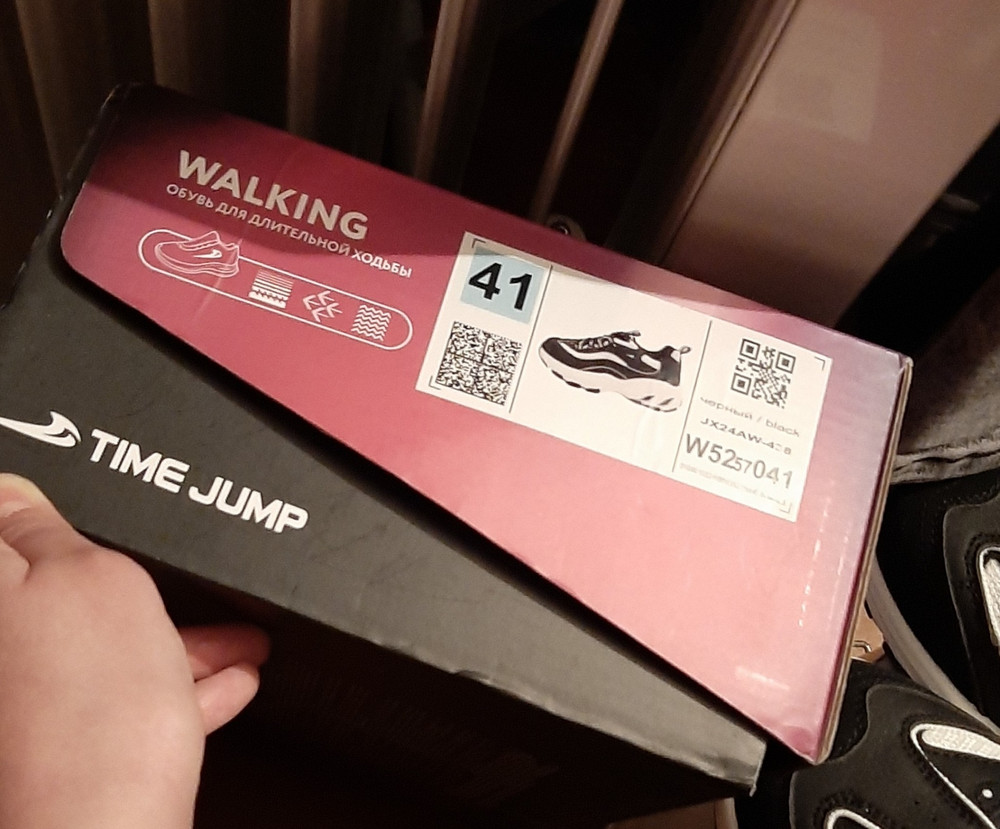 WALKING
ОБУВЬ ДЛЯ ДЛИТЕЛЬНОЙ ХОДЬБЫ
41
черный / black
W5257041
TIME JUMP